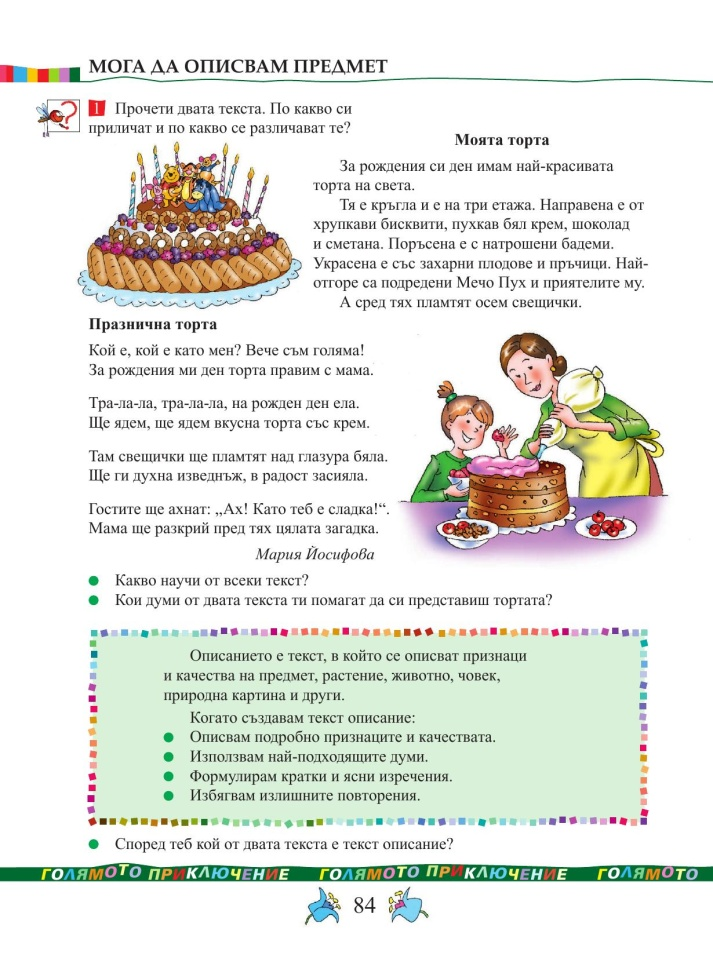 МОГА ДА ОПИСВАМ ПРЕДМЕТ
1 Прочети двата текста. По какво си
приличат и по какво се различават те?
84
Моята торта
За рождения си ден имам най-красивата
торта на света.
Тя е кръгла и е на три етажа. Направена е от
хрупкави бисквити, пухкав бял крем, шоколад
и сметана. Поръсена е с натрошени бадеми.
Украсена е със захарни плодове и пръчици. Най-
отгоре са подредени Мечо Пух и приятелите му.
А сред тях пламтят осем свещички.
Празнична торта
Кой е, кой е като мен? Вече съм голяма!
За рождения ми ден торта правим с мама.
Тра-ла-ла, тра-ла-ла, на рожден ден ела.
Ще ядем, ще ядем вкусна торта със крем.
Там свещички ще пламтят над глазура бяла.
Ще ги духна изведнъж, в радост засияла.
Гостите ще ахнат: „Ах! Като теб е сладка!“.
Мама ще разкрий пред тях цялата загадка.
Мария Йосифова
Какво научи от всеки текст?
Кои думи от двата текста ти помагат да си представиш тортата?
Описанието е текст, в който се описват признаци
и качества на предмет, растение, животно, човек,
природна картина и други.
Когато създавам текст описание:
Описвам подробно признаците и качествата.
Използвам най-подходящите думи.
Формулирам кратки и ясни изречения.
Избягвам излишните повторения.
Според теб кой от двата текста е текст описание?
ГОЛЯМОТО ПРИКЛЮЧЕНИЕ ГОЛЯМОТО ПРИКЛЮЧЕНИЕ ГОЛЯМОТО
84